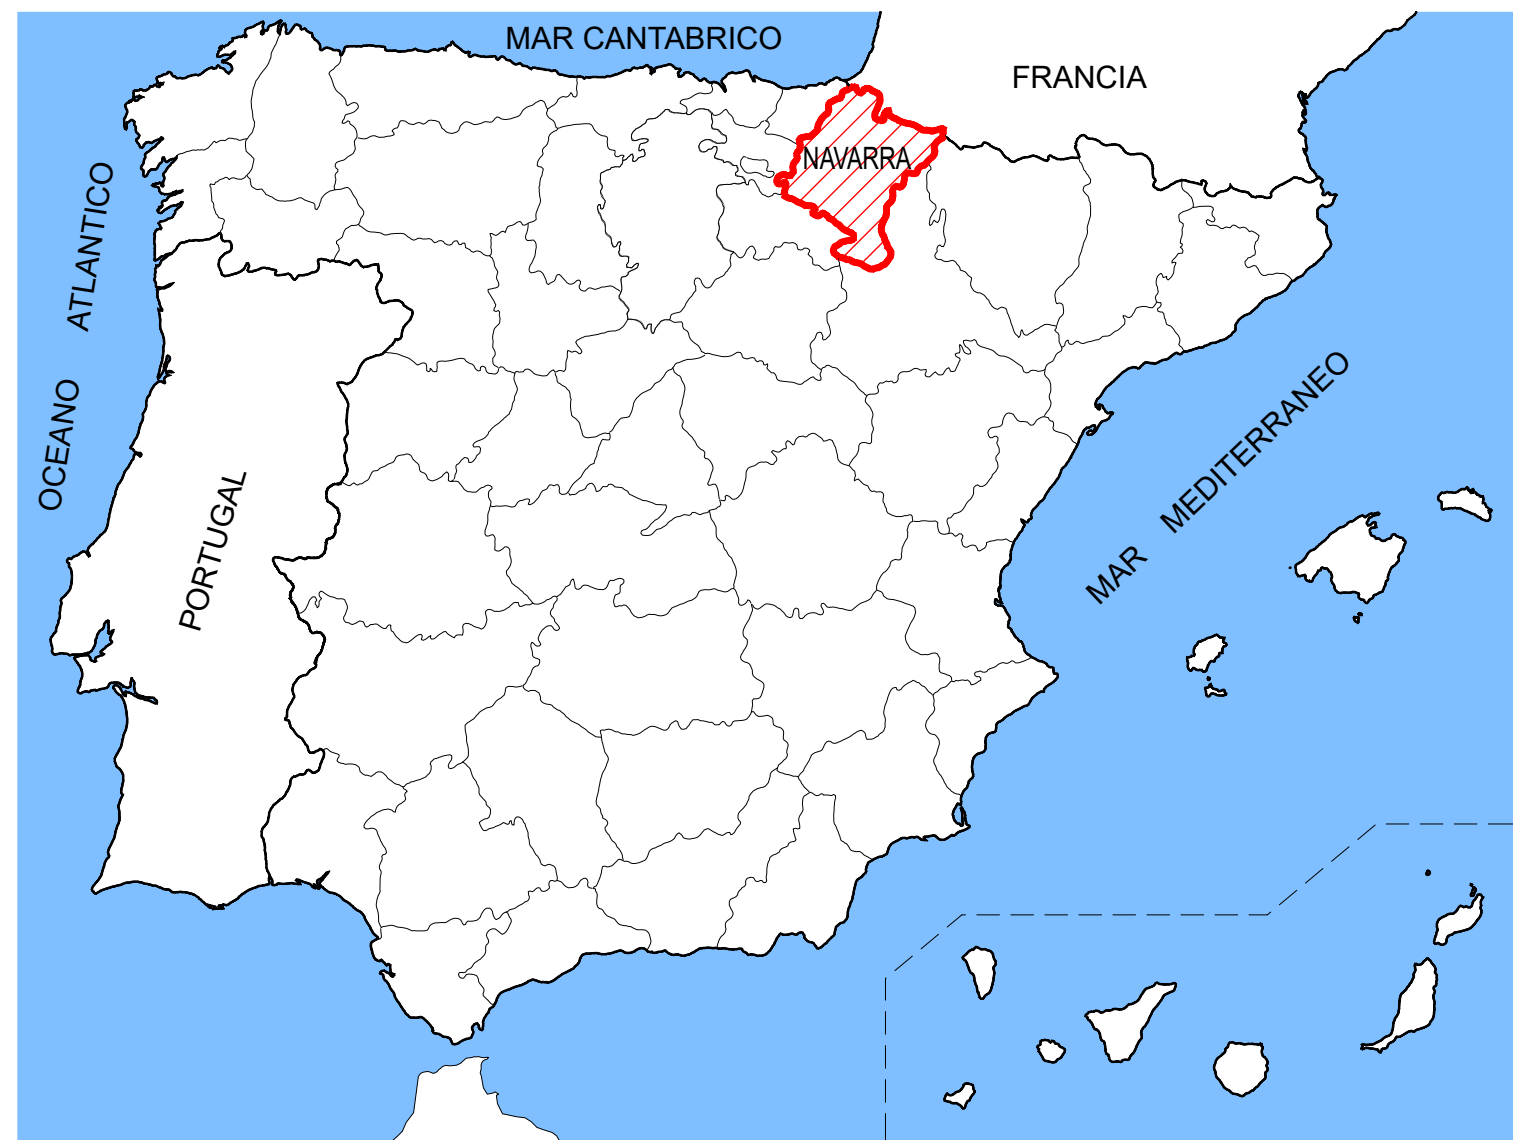 MAR CANTABRICO
FRANCIA
NAVARRA
OCEANO ATLANTICO
PORTUGAL
MAR MEDITERRANEO